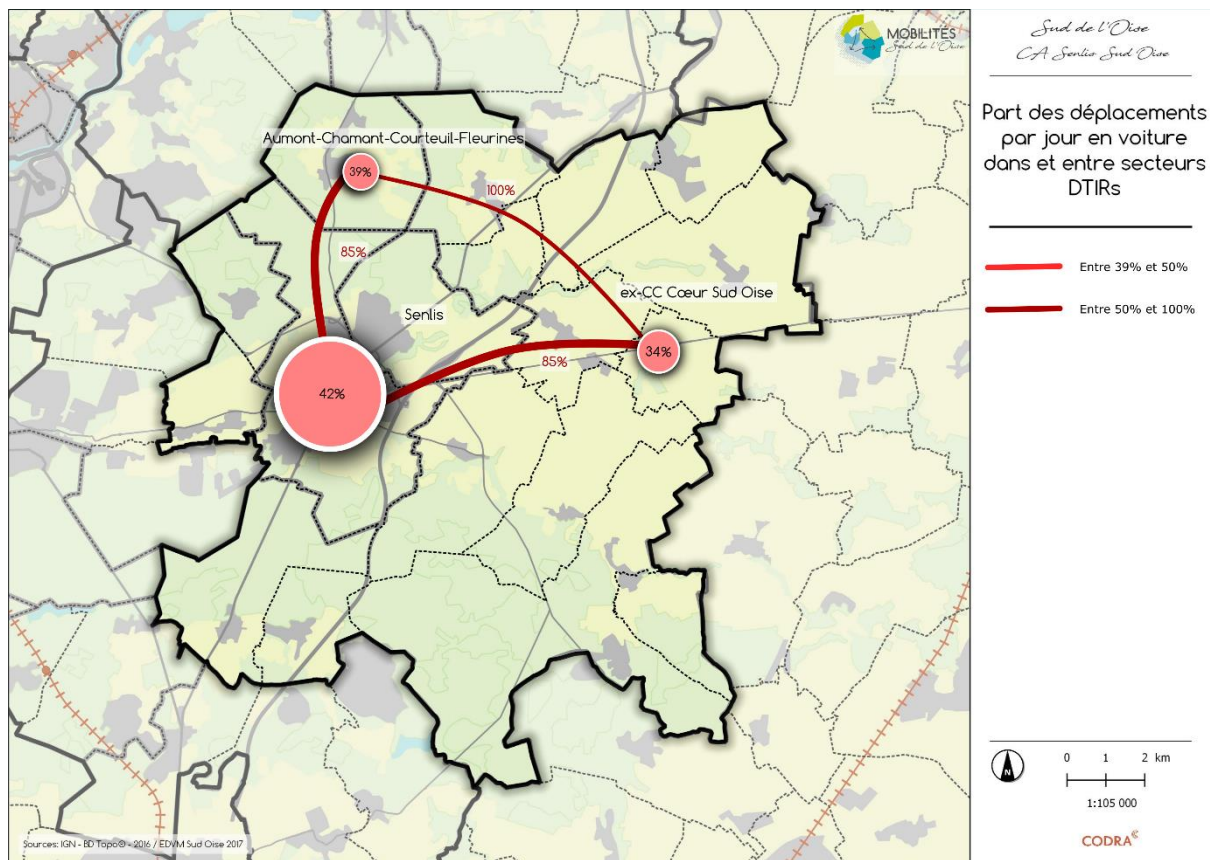 MOBILITÉS
Sud de l'Oise
Aumont-Chamant-Courteuil-Fleurines
39%
100%
85%
ex-CC Cœur Sud Oise
Senlis
34%
85%
42%
Sources: IGN - BD Topo® - 2016 / EDVM Sud Oise 2017
Sud de l'Oise
CA Senlis Sud Oise
Part des déplacements
par jour en voiture
dans et entre secteurs
DTIRs
Entre 39% et 50%
Entre 50% et 100%
N
0 1 2 km
1:105 000
CODRA